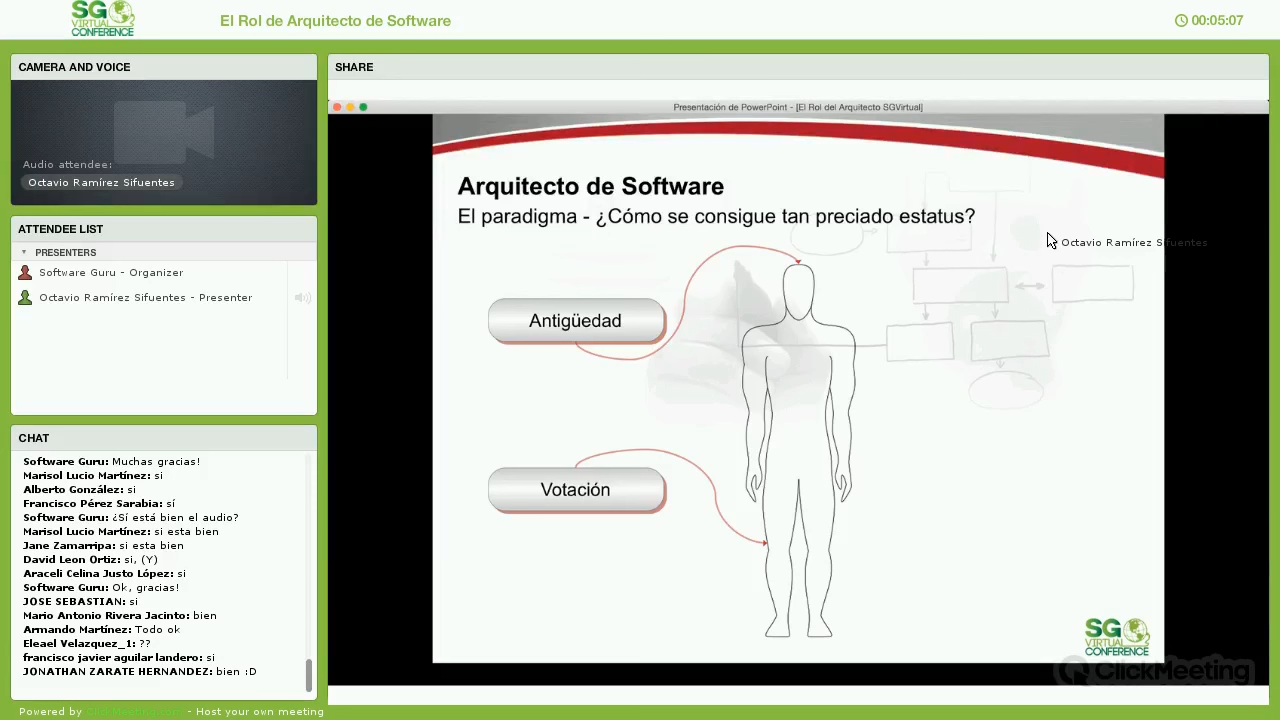 SG
VIRTUAL
CONFERENCE
El Rol de Arquitecto de Software
00:05:07
CAMERA AND VOICE
Audio attendee:
Octavio Ramírez Sifuentes
ATTENDEE LIST
PRESENTERS
Software Guru - Organizer
Octavio Ramírez Sifuentes - Presenter
CHAT
Software Guru: Muchas gracias!
Marisol Lucio Martínez: si
Alberto González: si
Francisco Pérez Sarabia: sí
Software Guru: ¿Sí está bien el audio?
Marisol Lucio Martínez: si esta bien
Jane Zamarripa: si esta bien
David Leon Ortiz: si, (Y)
Araceli Celina Justo López: si
Software Guru: Ok, gracias!
JOSE SEBASTIAN: si
Mario Antonio Rivera Jacinto: bien
Armando Martínez: Todo ok
Eleael Velazquez_1: ??
francisco javier aguilar landero: si
JONATHAN ZARATE HERNANDEZ: bien :D
Powered by ClickMeeting.com - Host your own meeting
SHARE
Presentación de PowerPoint - [El Rol del Arquitecto SGVirtual]
Arquitecto de Software
El paradigma - ¿Cómo se consigue tan preciado estatus?
Octavio Ramírez Sifuentes
Antigüedad
Votación
SG
VIRTUAL
CONFERENCE
ClickMeeting